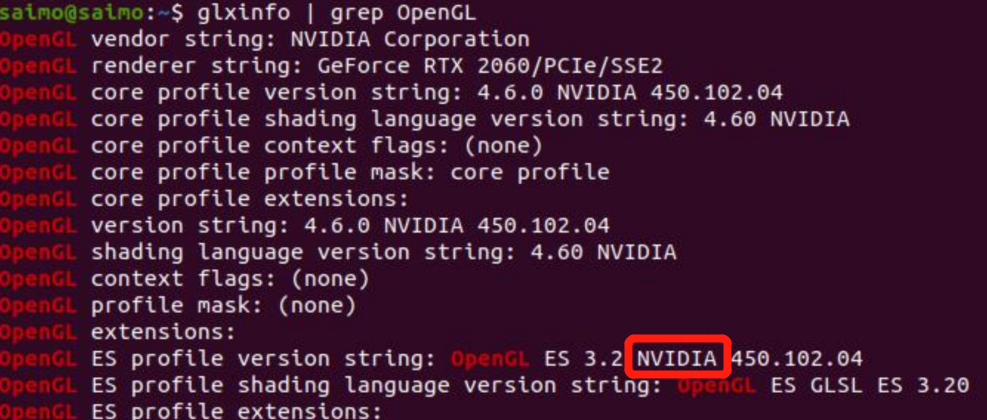 saimo@saimo:~$ glxinfo | grep OpenGL
OpenGL vendor string: NVIDIA Corporation
OpenGL renderer string: GeForce RTX 2060/PCIe/SSE2
OpenGL core profile version string: 4.6.0 NVIDIA 450.102.04
OpenGL core profile shading language version string: 4.60 NVIDIA
OpenGL core profile context flags: (none)
OpenGL core profile profile mask: core profile
OpenGL core profile extensions:
OpenGL version string: 4.6.0 NVIDIA 450.102.04
OpenGL shading language version string: 4.60 NVIDIA
OpenGL context flags: (none)
OpenGL profile mask: (none)
OpenGL extensions:
OpenGL ES profile version string: OpenGL ES 3.2 NVIDIA 450.102.04
OpenGL ES profile shading language version string: OpenGL ES GLSL ES 3.20
OpenGL ES profile extensions: